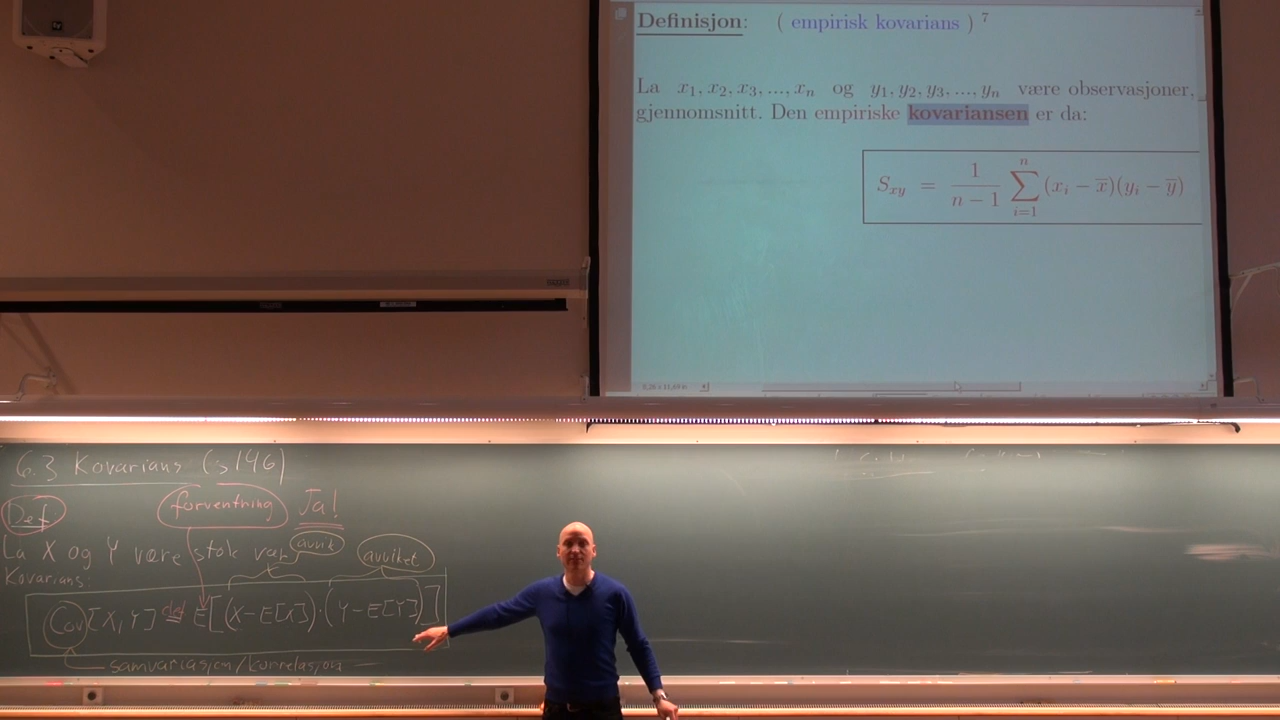 Definisjon: ( empirisk kovarians ) 7
La x1, x2, x3, ..., xn og y1, y2, y3, ..., yn være observasjoner,
gjennomsnitt. Den empiriske kovariansen er da:
Sxy = 1/(n − 1) ∑ i=1 n (xi − x̅)(yi − y̅)
6.3 Kovarians (s 146)
Def forventning Ja!
La X og Y være stok var avvik avviket
Kovarians:
Cov[X,Y] def = E[(X-E[X])·(Y-E[Y])]
samvariasjon/korrelasjon